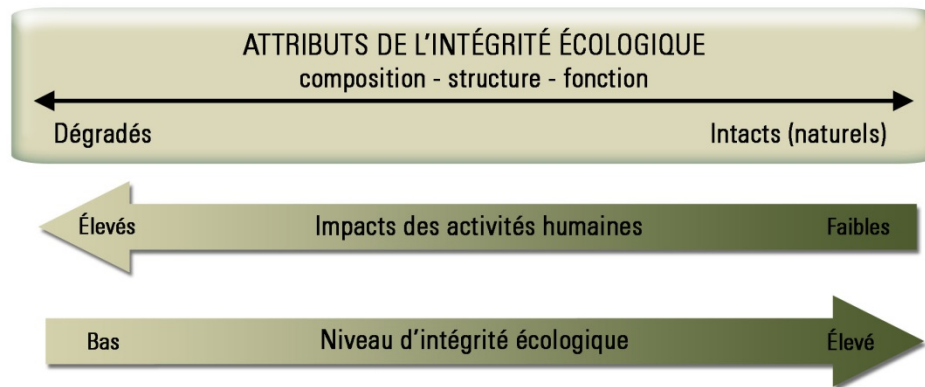 ATTRIBUTS DE L'INTÉGRITÉ ÉCOLOGIQUE
composition - structure - fonction
Dégradés Intacts (naturels)
Élevés Impacts des activités humaines Faibles
Bas Niveau d'intégrité écologique Élevé